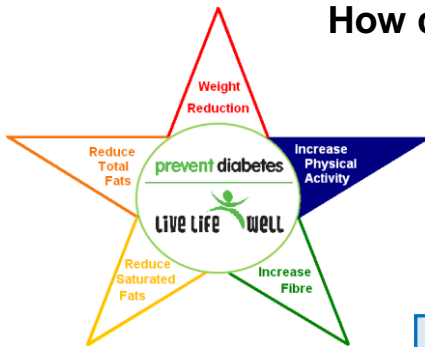 How
Weight
Reduction
Reduce
Total
Fats
Increase
Physical
Activity
prevent diabetes
LiVE LiFE WELL
Reduce
Saturated
Fats
Increase
Fibre